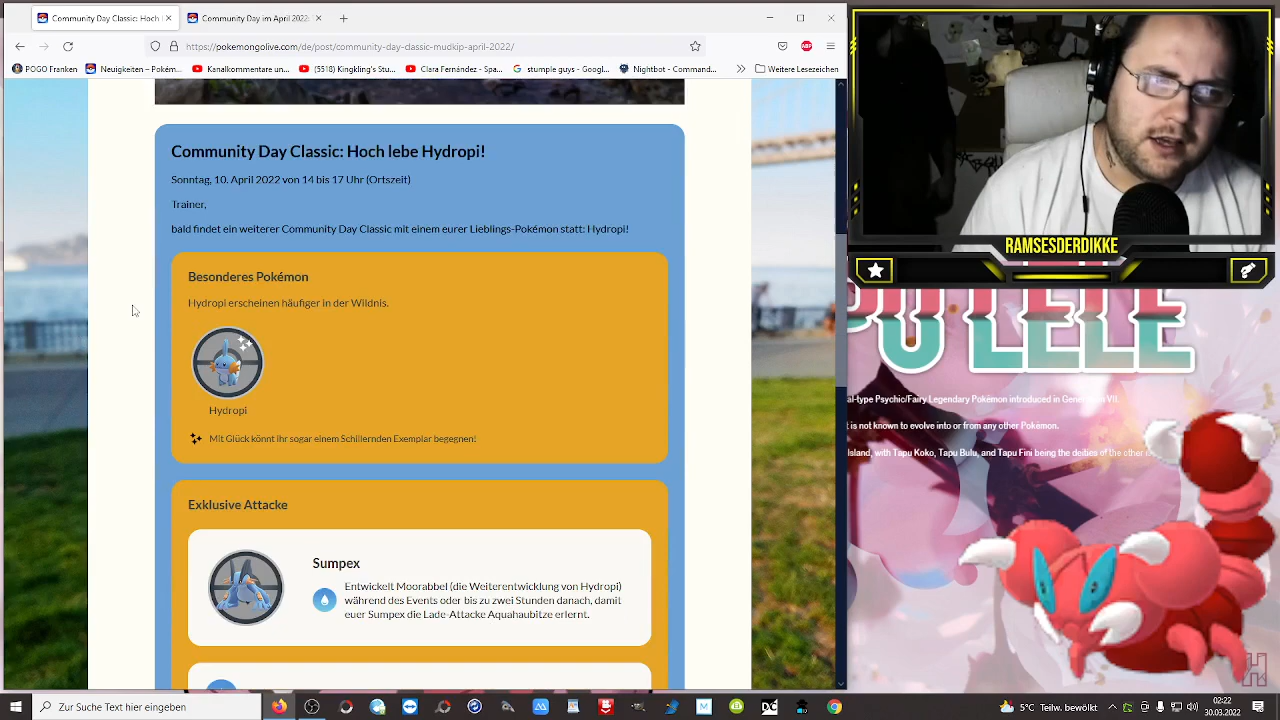 Community Day Classic: Hoch
Community Day im April 2022
https://pokemongolive.com/de/post/community-day-classic-mudkip-april-2022/
ABP
POGO Franken
Neuigkeiten – Pokém…
Kanalkommentare un…
(5518) KingKing's Stu…
Clara Fernández - Spa…
stumple guys - Googl…
Nightbot - Command…
Weitere Lesezeichen
Community Day Classic: Hoch lebe Hydropi!
Sonntag, 10. April 2022 von 14 bis 17 Uhr (Ortszeit)
Trainer,
bald findet ein weiterer Community Day Classic mit einem eurer Lieblings-Pokémon statt: Hydropi!
Besonderes Pokémon
Hydropi erscheinen häufiger in der Wildnis.
Hydropi
Mit Glück könnt ihr sogar einem Schillernden Exemplar begegnen!
Exklusive Attacke
Sumpex
Entwickelt Moorabbel (die Weiterentwicklung von Hydropi)
während des Events oder bis zu zwei Stunden danach, damit
euer Sumpex die Lade-Attacke Aquahaubitze erlernt.
RAMSESDERDIKKE
PU LELE
al-type Psychic/Fairy Legendary Pokémon introduced in Generation VII.
t is not known to evolve into or from any other Pokémon.
Island, with Tapu Koko, Tapu Bulu, and Tapu Fini being the deities of the other
Zur Suche Text hier eingeben
02:22
30.03.2022